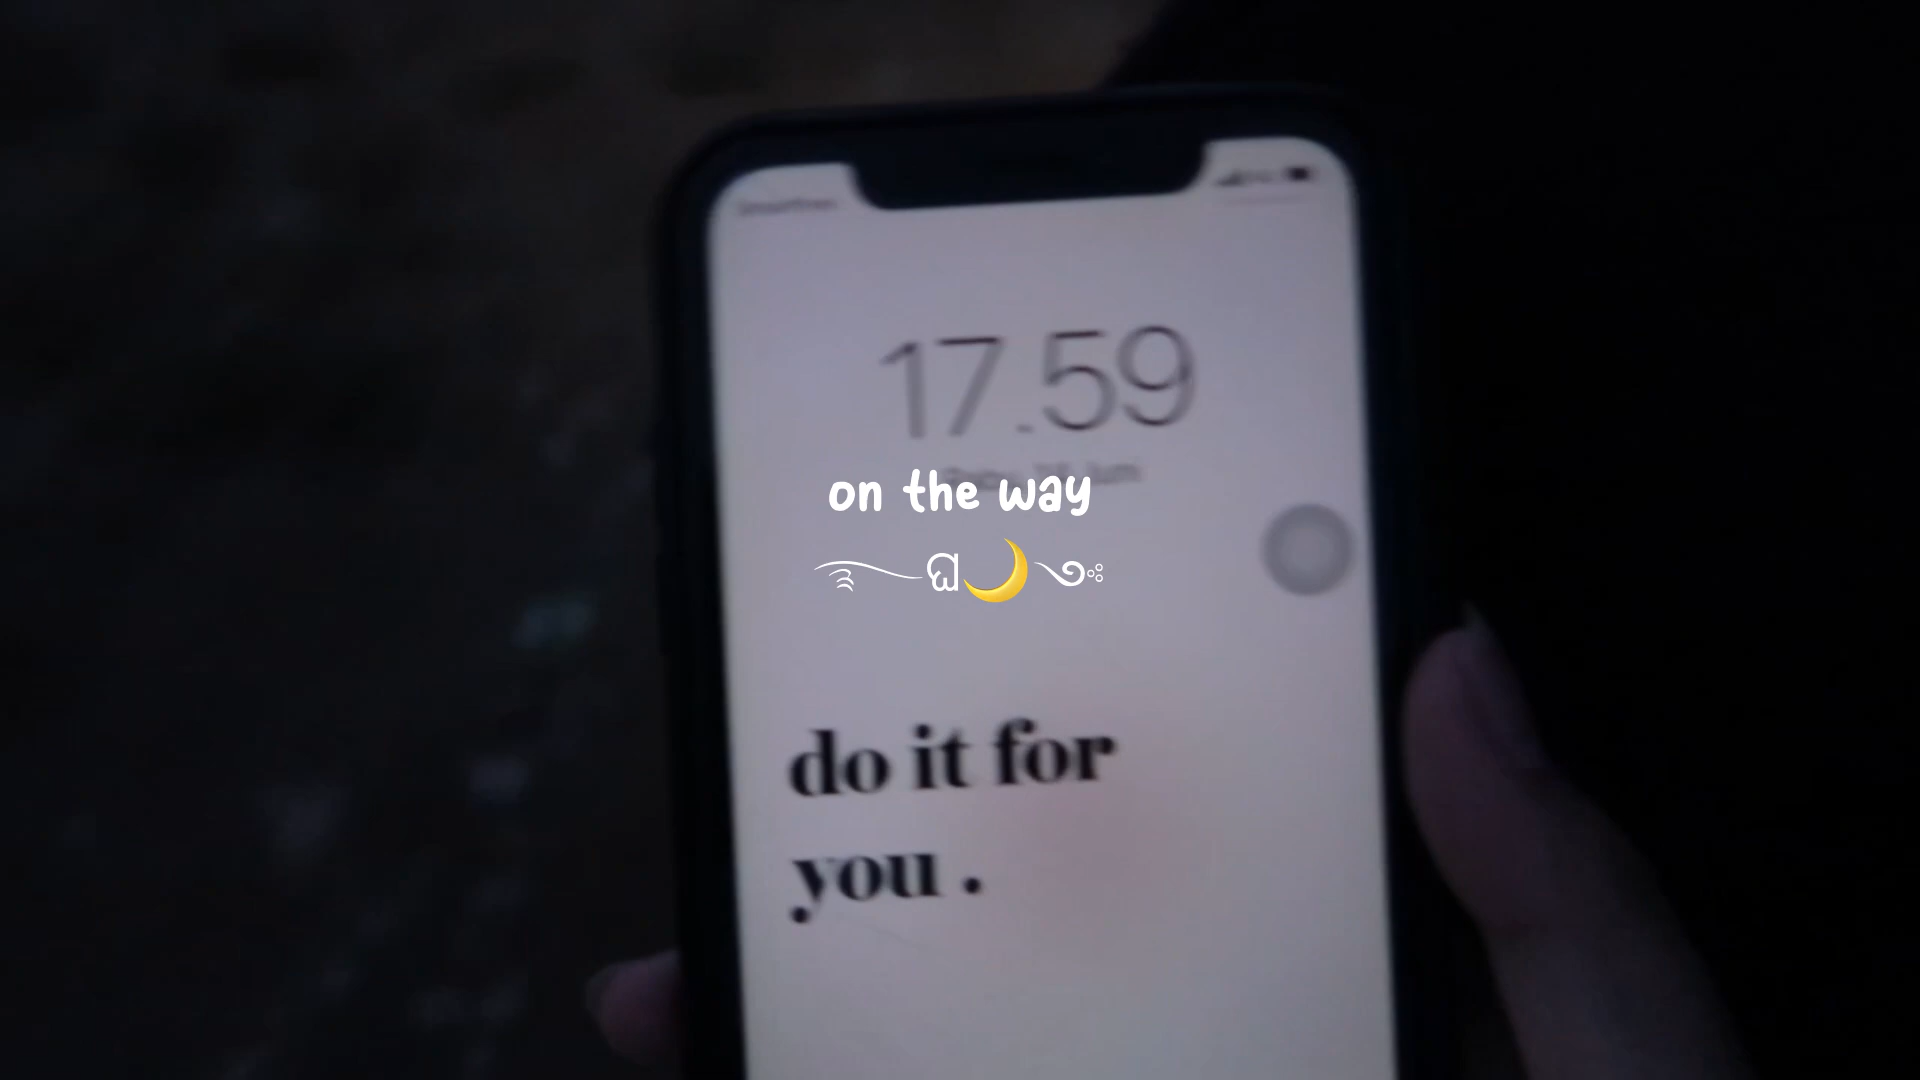 17.59
on the way
do it for
you .